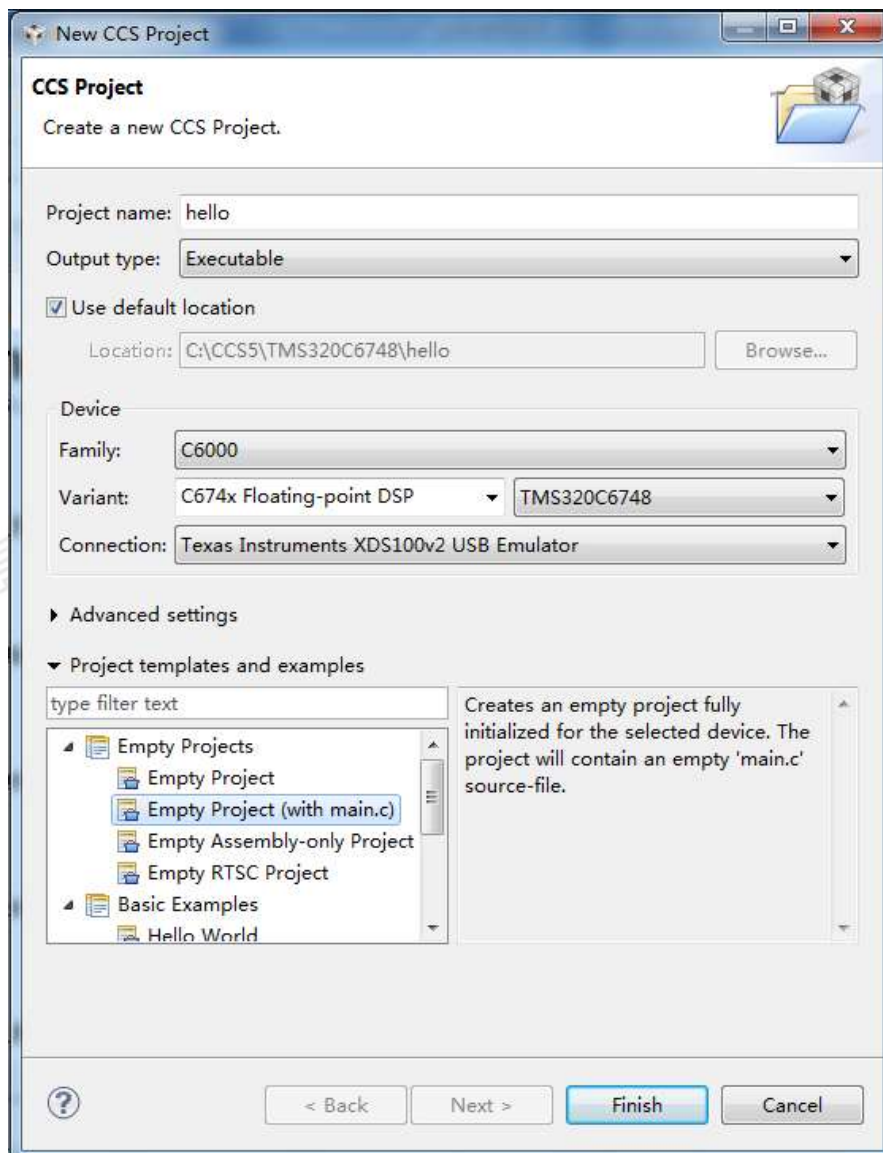 New CCS Project
CCS Project
Create a new CCS Project.
Project name: hello
Output type: Executable
Use default location
Location: C:\CCS5\TMS320C6748\hello Browse...
Device
Family: C6000
Variant: C674x Floating-point DSP TMS320C6748
Connection: Texas Instruments XDS100v2 USB Emulator
Advanced settings
Project templates and examples
type filter text
Empty Projects
Empty Project
Empty Project (with main.c)
Empty Assembly-only Project
Empty RTSC Project
Basic Examples
Hello World
Creates an empty project fully
initialized for the selected device. The
project will contain an empty 'main.c'
source-file.
? < Back Next > Finish Cancel